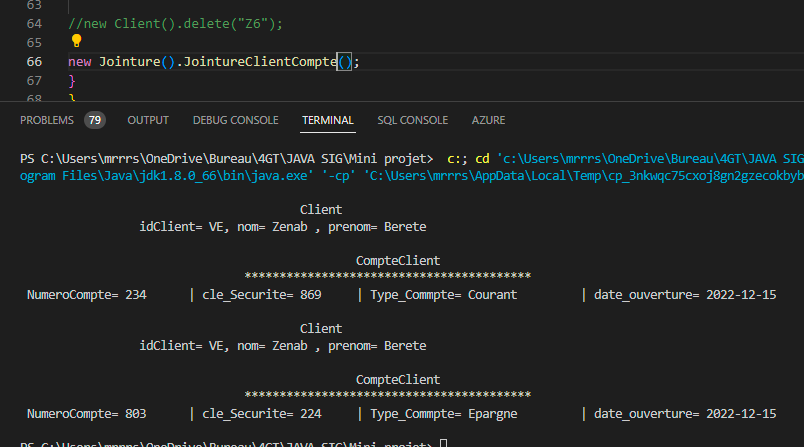 63
64 //new Client().delete("Z6");
65
66 new Jointure().JointureClientCompte();
67 }
68 }
PROBLEMS 79 OUTPUT DEBUG CONSOLE TERMINAL SQL CONSOLE AZURE
PS C:\Users\mrrrs\OneDrive\Bureau\4GT\JAVA SIG\Mini projet> c:; cd 'c:\Users\mrrrs\OneDrive\Bureau\4GT\JAVA SIG
ogram Files\Java\jdk1.8.0_66\bin\java.exe' '-cp' 'C:\Users\mrrrs\AppData\Local\Temp\cp_3nkwqc75cxoj8gn2gzecokbyb
Client
idClient= VE, nom= Zenab , prenom= Berete
CompteClient
*****************************************
NumeroCompte= 234 | cle_Securite= 869 | Type_Commpte= Courant | date_ouverture= 2022-12-15
Client
idClient= VE, nom= Zenab , prenom= Berete
CompteClient
*****************************************
NumeroCompte= 803 | cle_Securite= 224 | Type_Commpte= Epargne | date_ouverture= 2022-12-15
PS C:\Users\mrrrs\OneDrive\Bureau\4GT\JAVA SIG\Mini projet>